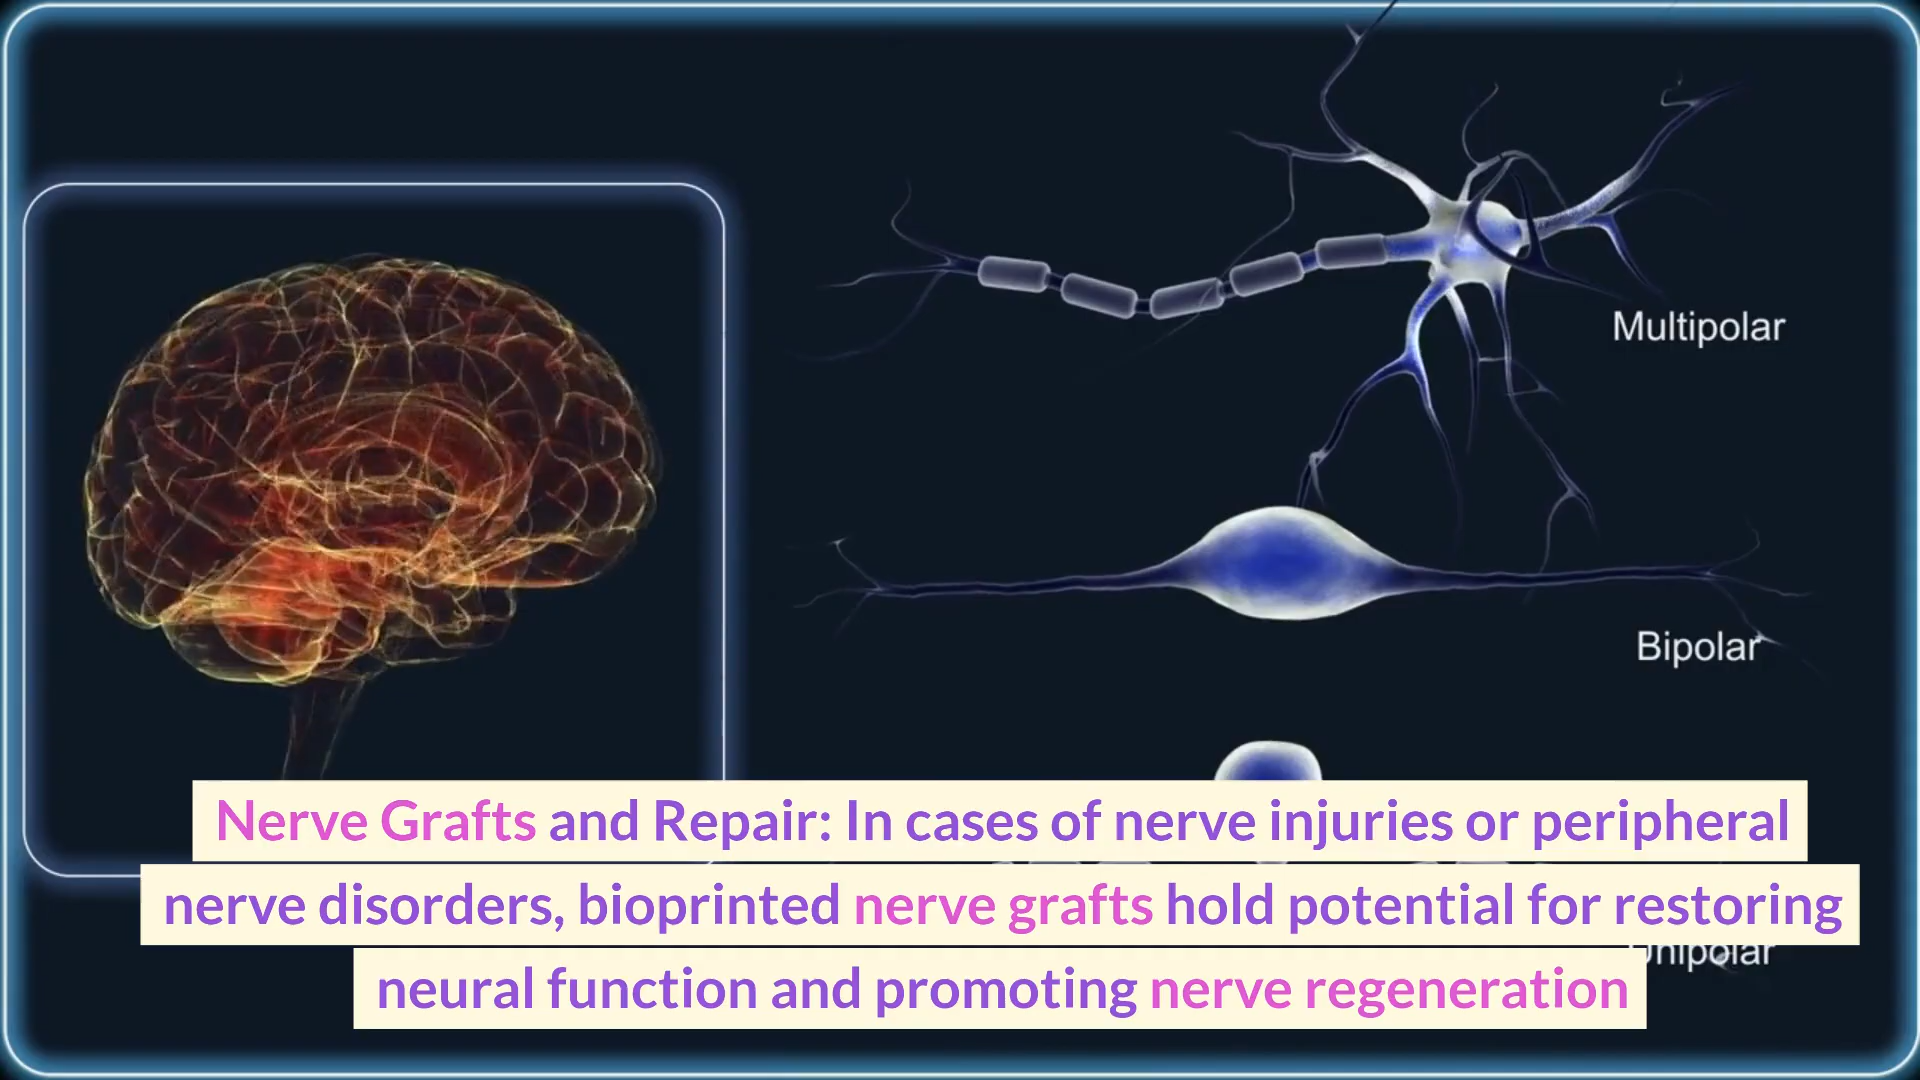 Multipolar
Bipolar
Nerve Grafts and Repair: In cases of nerve injuries or peripheral
nerve disorders, bioprinted nerve grafts hold potential for restoring
Unipolar
neural function and promoting nerve regeneration